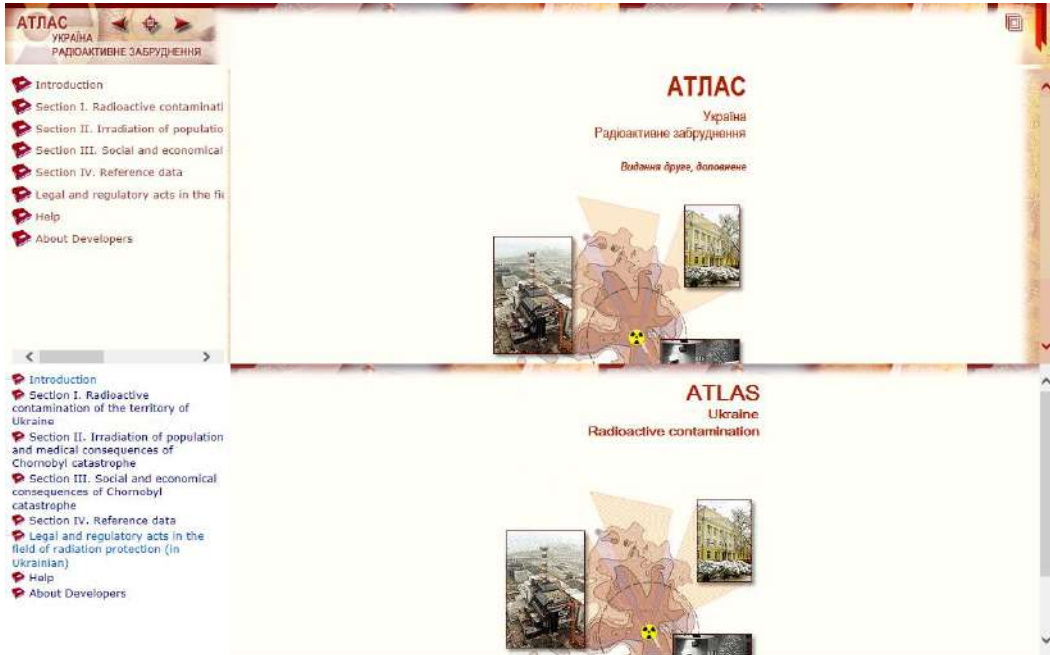 АТЛАС
УКРАЇНА
РАДІОАКТИВНЕ ЗАБРУДНЕННЯ
Introduction
Section I. Radioactive contaminati
Section II. Irradiation of populatio
Section III. Social and economical
Section IV. Reference data
Legal and regulatory acts in the fie
Help
About Developers
АТЛАС
Україна
Радіоактивне забруднення
Видання друге, доповнене
Introduction
Section I. Radioactive
contamination of the territory of
Ukraine
Section II. Irradiation of population
and medical consequences of
Chornobyl catastrophe
Section III. Social and economical
consequences of Chornobyl
catastrophe
Section IV. Reference data
Legal and regulatory acts in the
field of radiation protection (in
Ukrainian)
Help
About Developers
ATLAS
Ukraine
Radioactive contamination